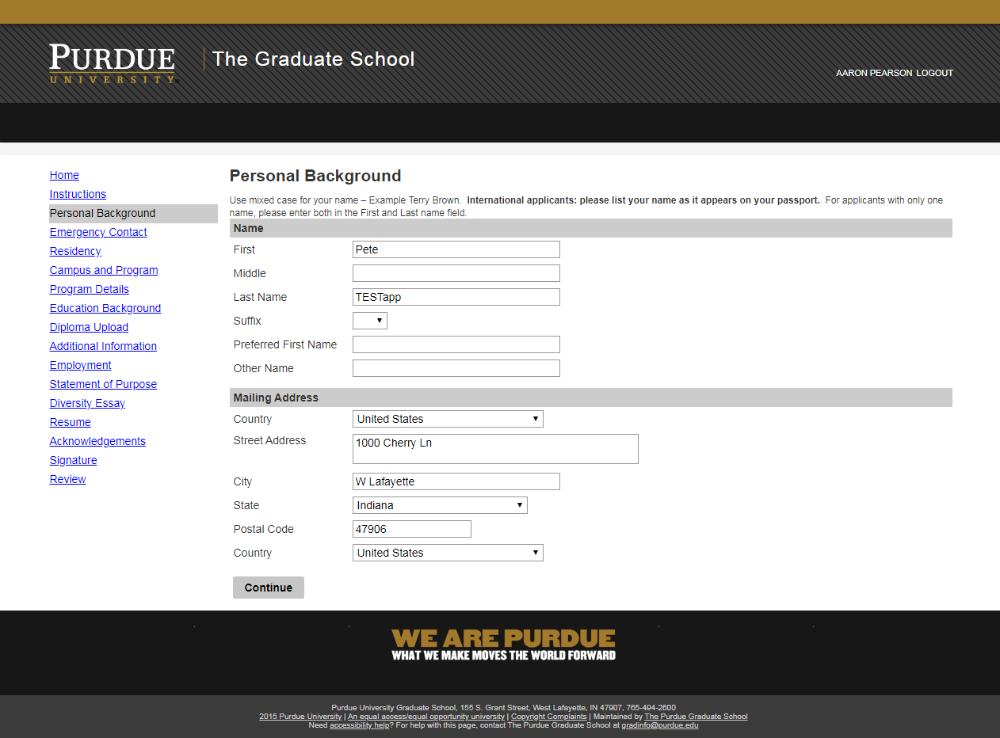 PURDUE
UNIVERSITY
The Graduate School
AARON PEARSON LOGOUT
Home
Instructions
Personal Background
Emergency Contact
Residency
Campus and Program
Program Details
Education Background
Diploma Upload
Additional Information
Employment
Statement of Purpose
Diversity Essay
Resume
Acknowledgements
Signature
Review
Personal Background
Use mixed case for your name – Example Terry Brown. International applicants: please list your name as it appears on your passport. For applicants with only one
name, please enter both in the First and Last name field.
Name
First Pete
Middle
Last Name TESTapp
Suffix
Preferred First Name
Other Name
Mailing Address
Country United States
Street Address 1000 Cherry Ln
City W Lafayette
State Indiana
Postal Code 47906
Country United States
Continue
WE ARE PURDUE
WHAT WE MAKE MOVES THE WORLD FORWARD
Purdue University Graduate School, 155 S. Grant Street, West Lafayette, IN 47907, 765-494-2600
2015 Purdue University | An equal access/equal opportunity university | Copyright Complaints | Maintained by The Purdue Graduate School
Need accessibility help? For help with this page, contact The Purdue Graduate School at gradinfo@purdue.edu